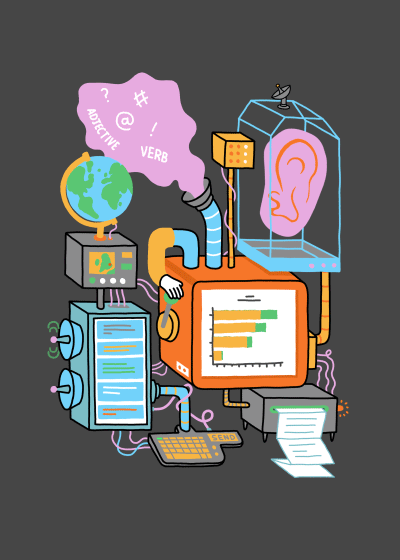 ? #
@ !
ADJECTIVE
VERB
SEND